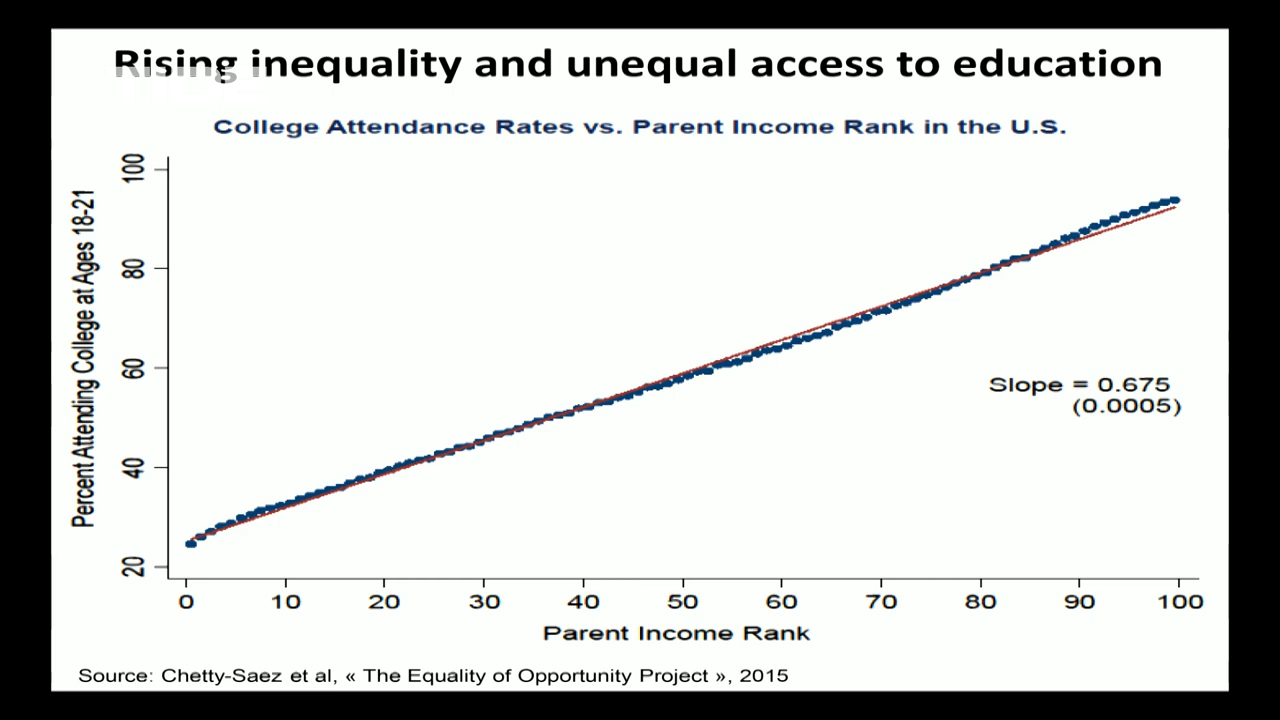 Rising inequality and unequal access to education
College Attendance Rates vs. Parent Income Rank in the U.S.
Percent Attending College at Ages 18-21
100
80
60
40
20
Slope = 0.675
(0.0005)
0 10 20 30 40 50 60 70 80 90 100
Parent Income Rank
Source: Chetty-Saez et al, « The Equality of Opportunity Project », 2015